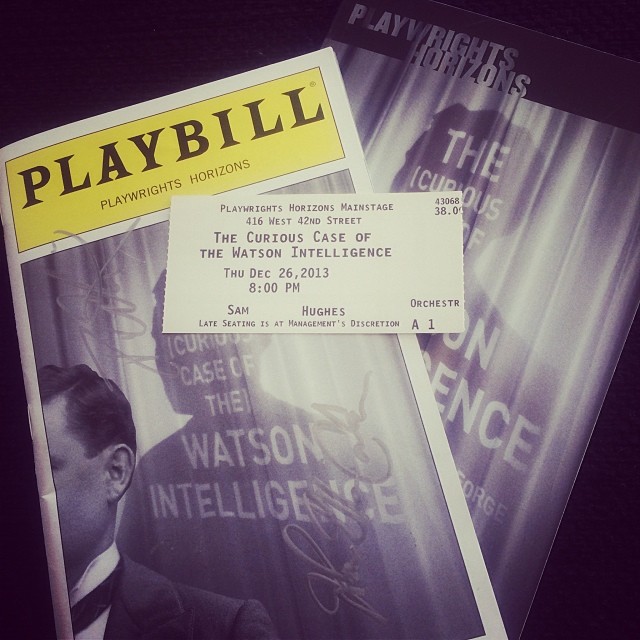 PLAYBILL®
PLAYWRIGHTS HORIZONS
PLAYWRIGHTS HORIZONS MAINSTAGE
416 WEST 42ND STREET
THE CURIOUS CASE OF
THE WATSON INTELLIGENCE
THU DEC 26,2013
8:00 PM
SAM HUGHES
LATE SEATING IS AT MANAGEMENT'S DISCRETION
43068
38.0
ORCHESTR
A 1
(CURIOUS
CASE OF
THE)
WATSON
INTELLIGENCE
PLAYWRIGHTS
HORIZONS
THE
(CURIOUS
OF
ON
ENCE